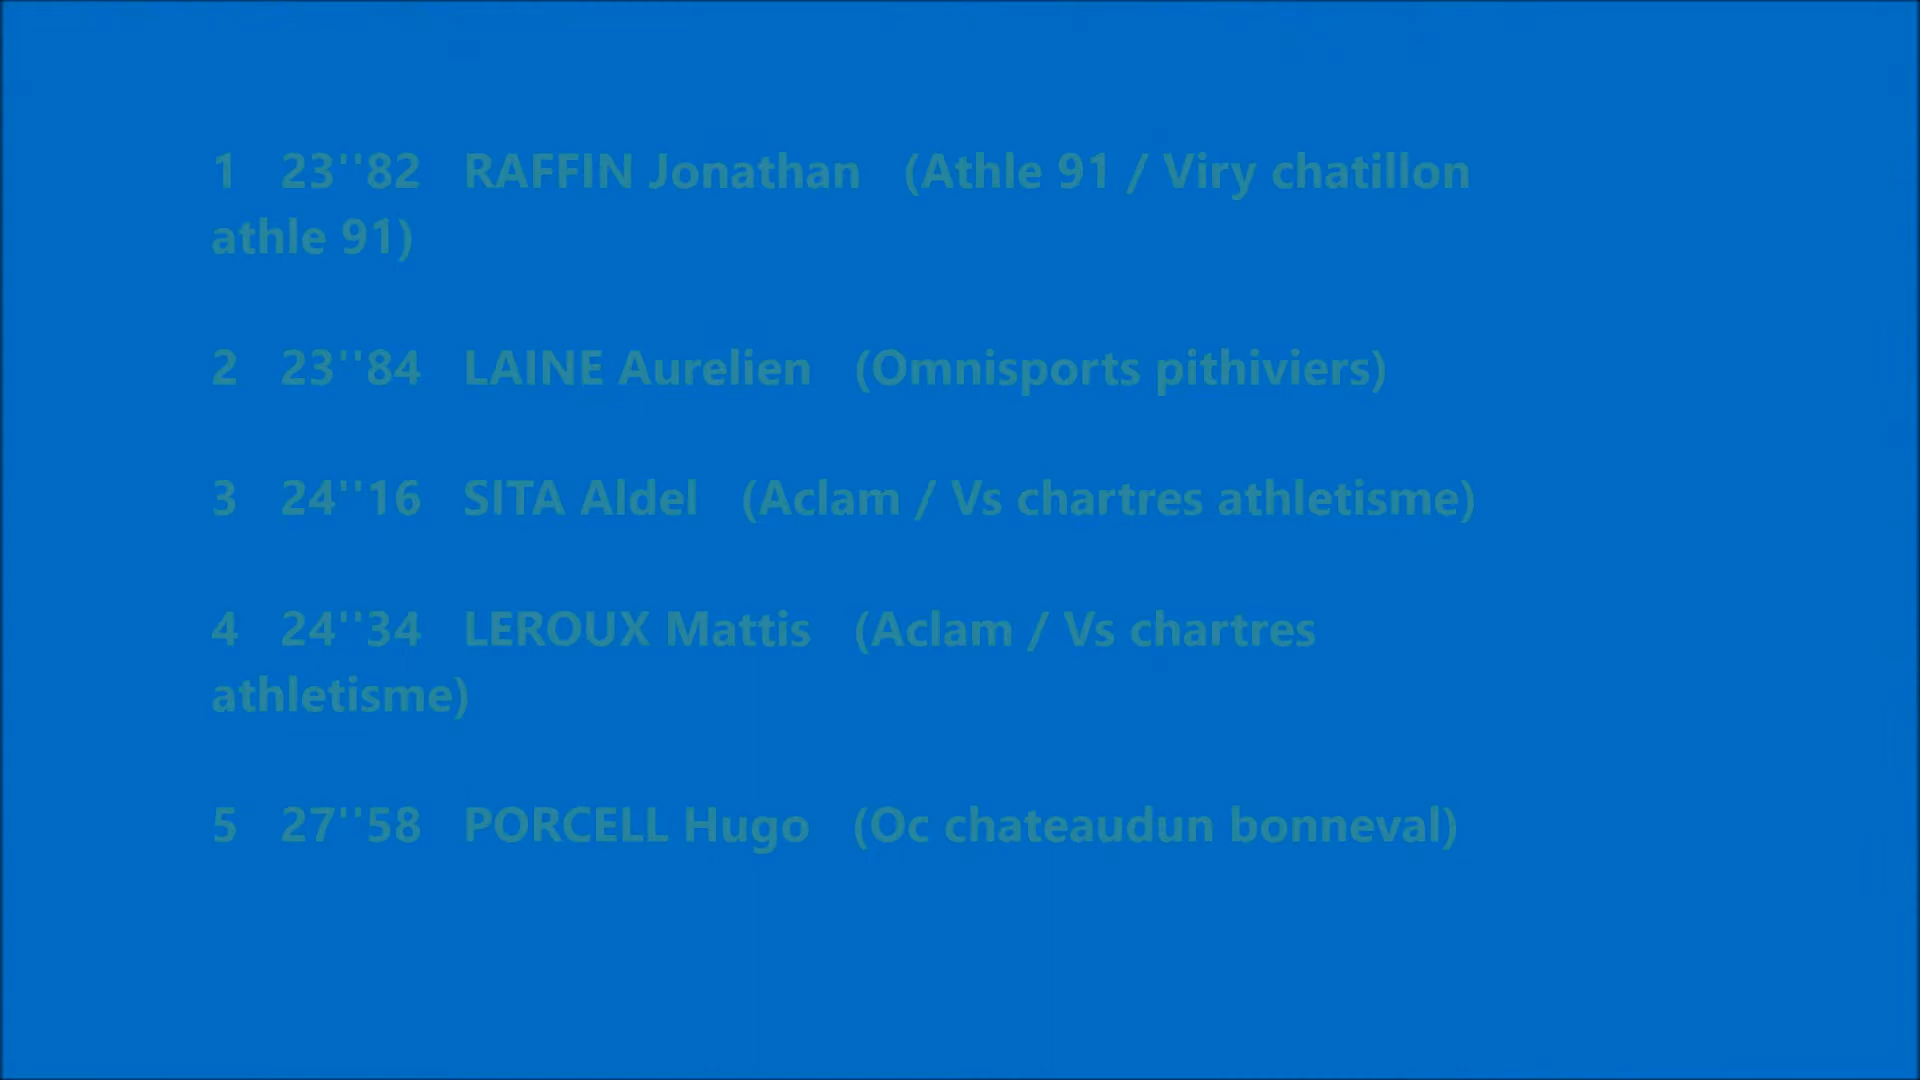 1 23''82 RAFFIN Jonathan (Athle 91 / Viry chatillon
athle 91)
2 23''84 LAINE Aurelien (Omnisports pithiviers)
3 24''16 SITA Aldel (Aclam / Vs chartres athletisme)
4 24''34 LEROUX Mattis (Aclam / Vs chartres
athletisme)
5 27''58 PORCELL Hugo (Oc chateaudun bonneval)